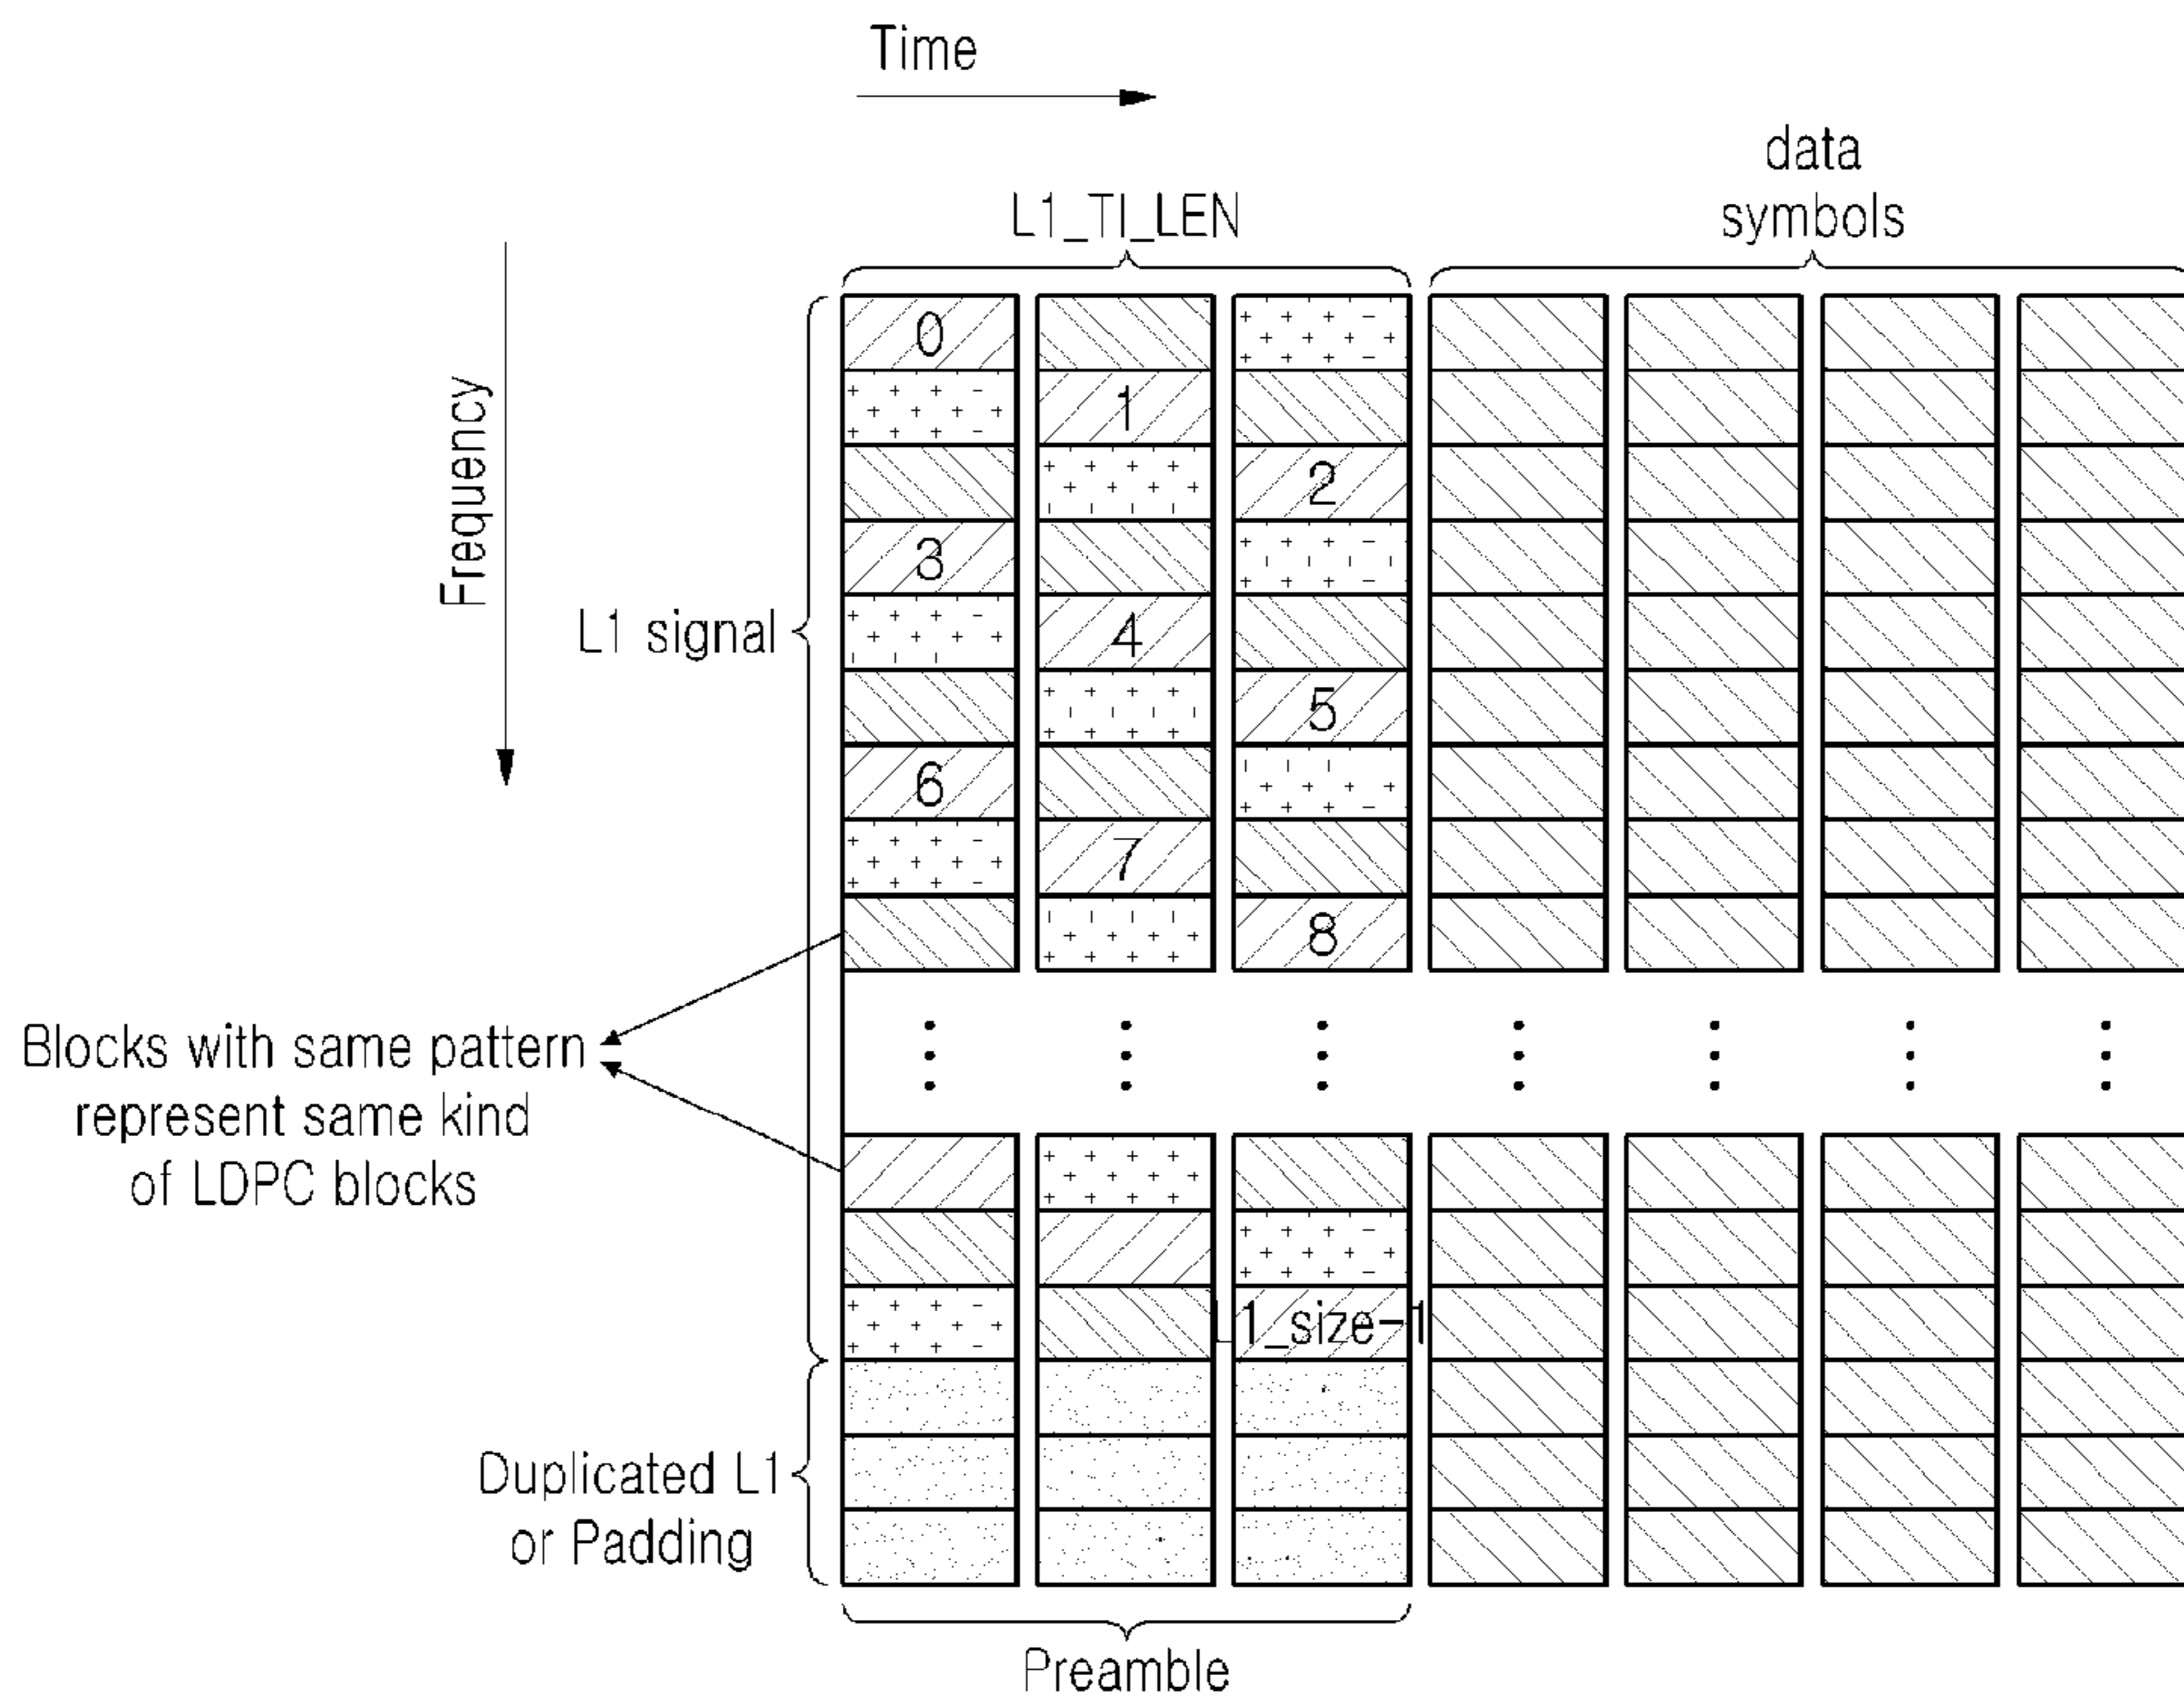 Time
data
symbols
L1_TI_LEN
Frequency
0
1
2
3
L1 signal
4
5
6
7
8
Blocks with same pattern
represent same kind
of LDPC blocks
L1_size-1
Duplicated L1
or Padding
Preamble